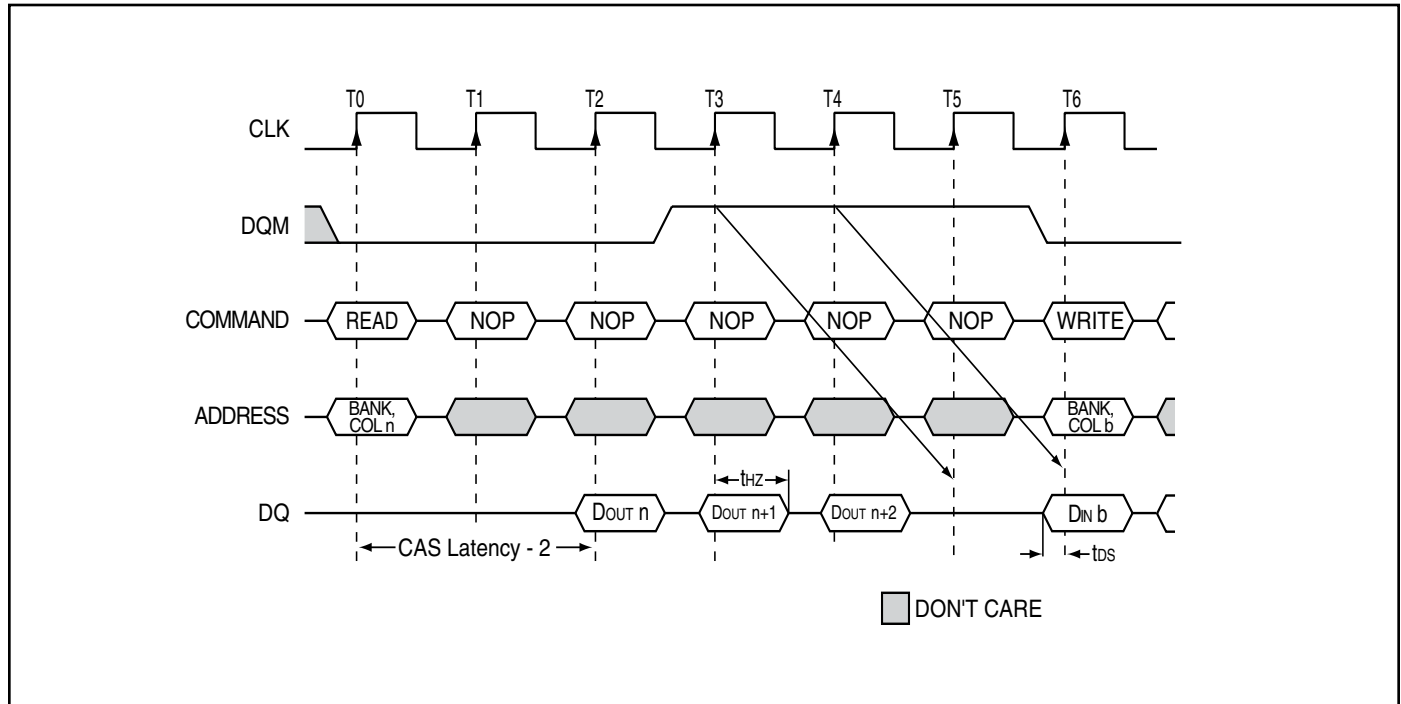 T0 T1 T2 T3 T4 T5 T6
CLK
DQM
COMMAND READ NOP NOP NOP NOP NOP WRITE
ADDRESS BANK, COL n BANK, COL b
tHZ
DQ DOUT n DOUT n+1 DOUT n+2 DIN b
CAS Latency - 2 tDS
DON'T CARE